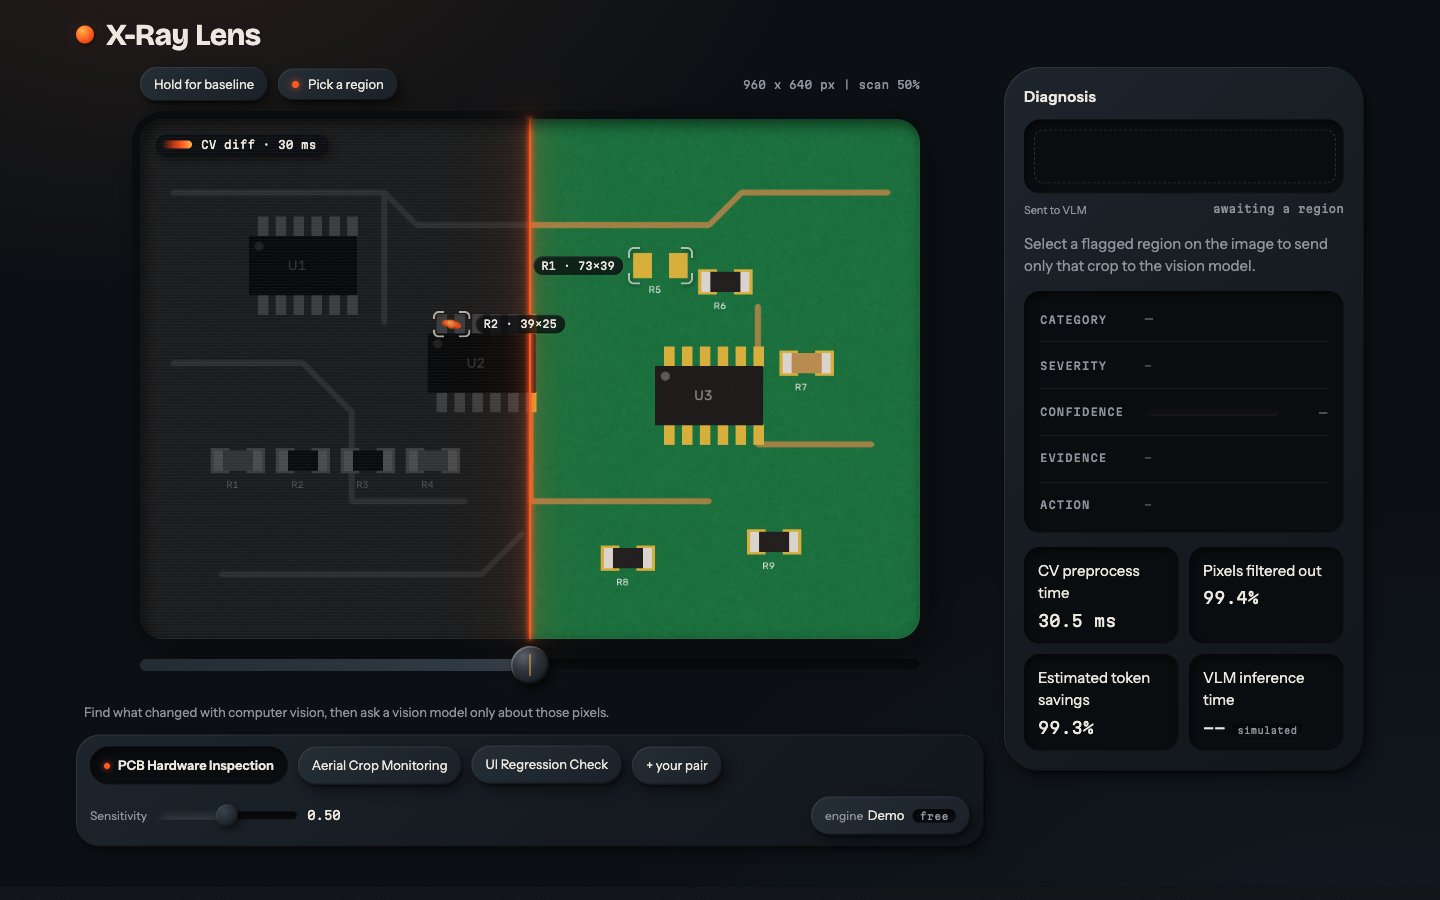 X-Ray Lens
Hold for baseline
Pick a region
960 x 640 px | scan 50%
CV diff · 30 ms
U1
R1 · 73×39
R5
R6
R2 · 39×25
U2
U3
R7
R1
R2
R3
R4
R8
R9
Find what changed with computer vision, then ask a vision model only about those pixels.
PCB Hardware Inspection
Aerial Crop Monitoring
UI Regression Check
+ your pair
Sensitivity
0.50
engine Demo free
Diagnosis
Sent to VLM
awaiting a region
Select a flagged region on the image to send
only that crop to the vision model.
CATEGORY –
SEVERITY –
CONFIDENCE –
EVIDENCE –
ACTION –
CV preprocess
time
30.5 ms
Pixels filtered out
99.4%
Estimated token
savings
99.3%
VLM inference
time
–– simulated